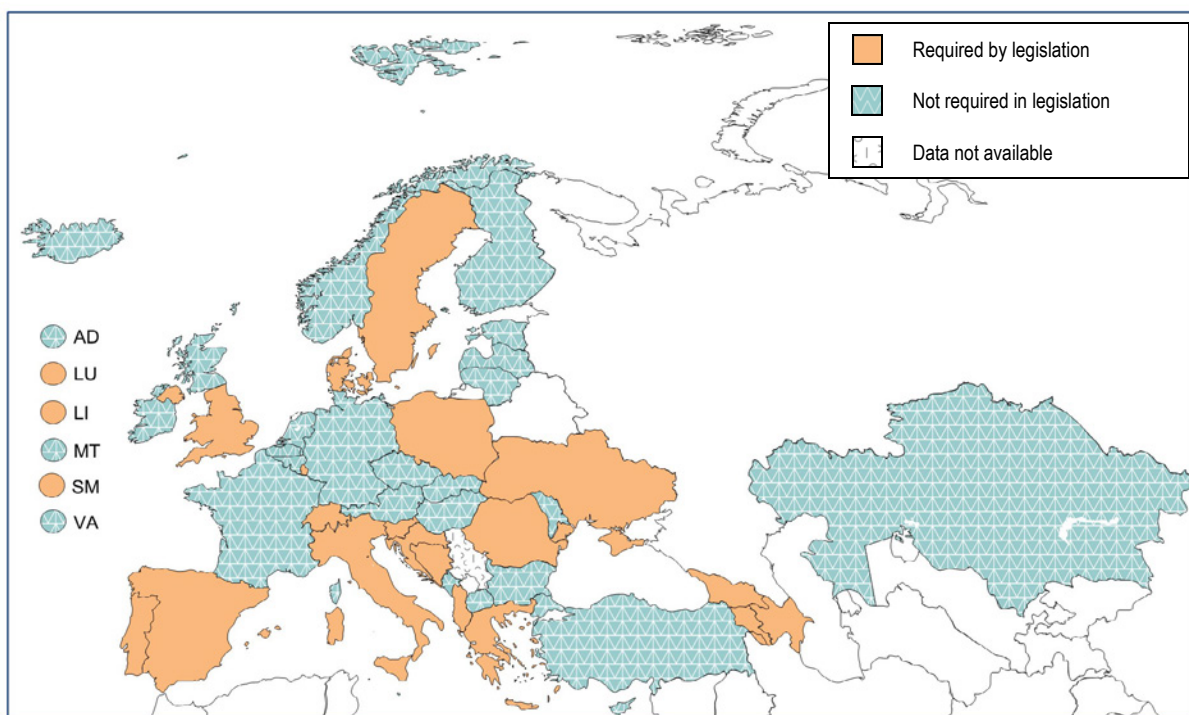 Required by legislation
Not required in legislation
Data not available
AD
LU
LI
MT
SM
VA